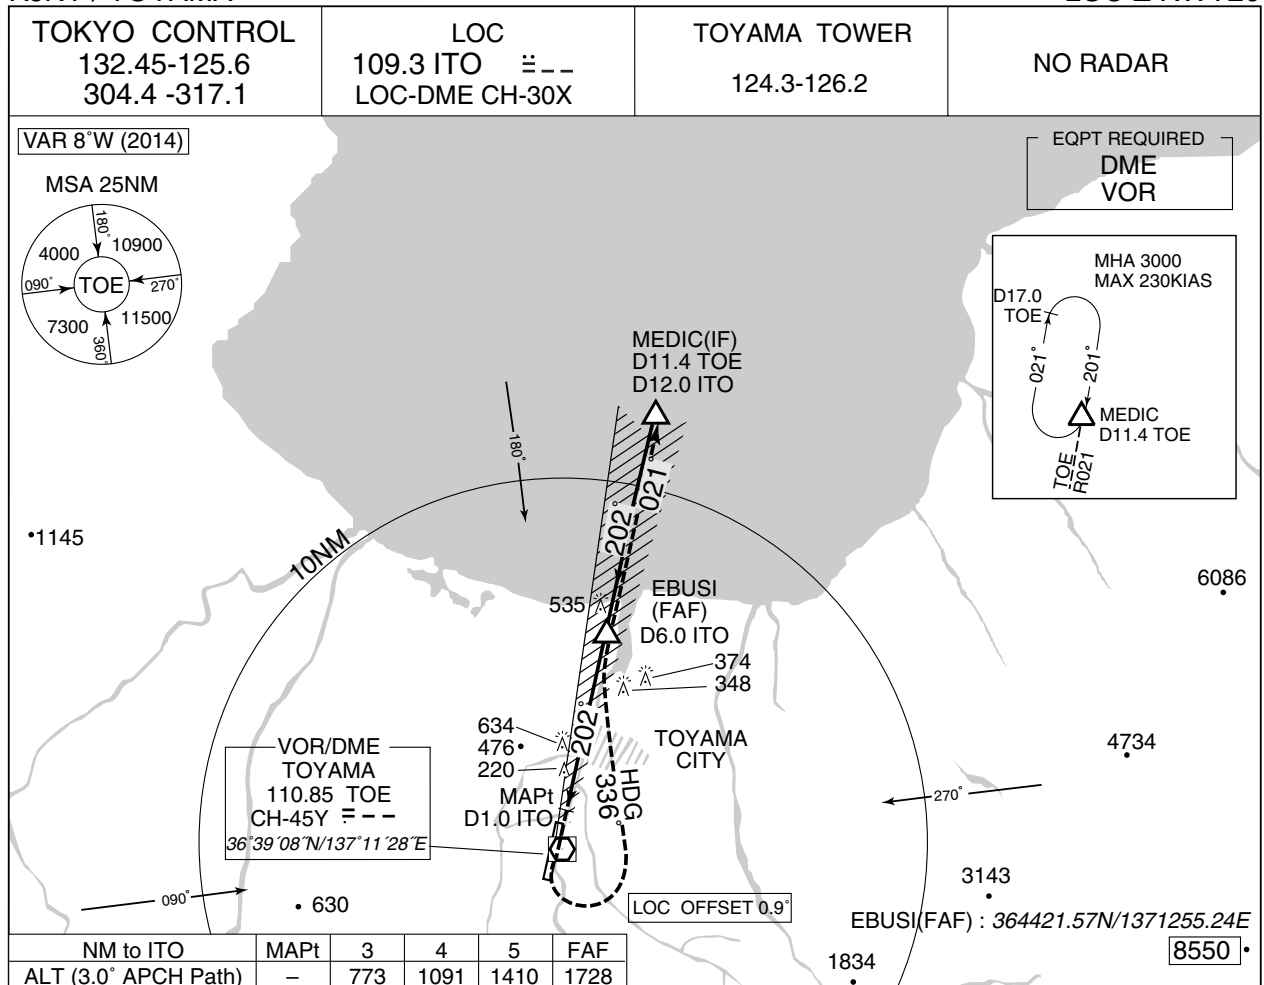 TOKYO CONTROL
132.45-125.6
304.4 -317.1
LOC
109.3 ITO
LOC-DME CH-30X
TOYAMA TOWER
124.3-126.2
NO RADAR
VAR 8°W (2014)
MSA 25NM
180°
4000
10900
090°
TOE
270°
7300
11500
360°
EQPT REQUIRED
DME
VOR
MHA 3000
MAX 230KIAS
D17.0
TOE
021°
201°
MEDIC
D11.4 TOE
TOE
R021
MEDIC(IF)
D11.4 TOE
D12.0 ITO
180°
021°
202°
10NM
1145
6086
535
EBUSI
(FAF)
D6.0 ITO
374
348
202°
634
476
220
TOYAMA
CITY
4734
HDG
336°
MAPt
D1.0 ITO
VOR/DME
TOYAMA
110.85 TOE
CH-45Y
36°39′08″N/137°11′28″E
270°
090°
630
3143
LOC OFFSET 0.9°
EBUSI(FAF) : 364421.57N/1371255.24E
8550
1834
NM to ITO MAPt 3 4 5 FAF
ALT (3.0° APCH Path) – 773 1091 1410 1728